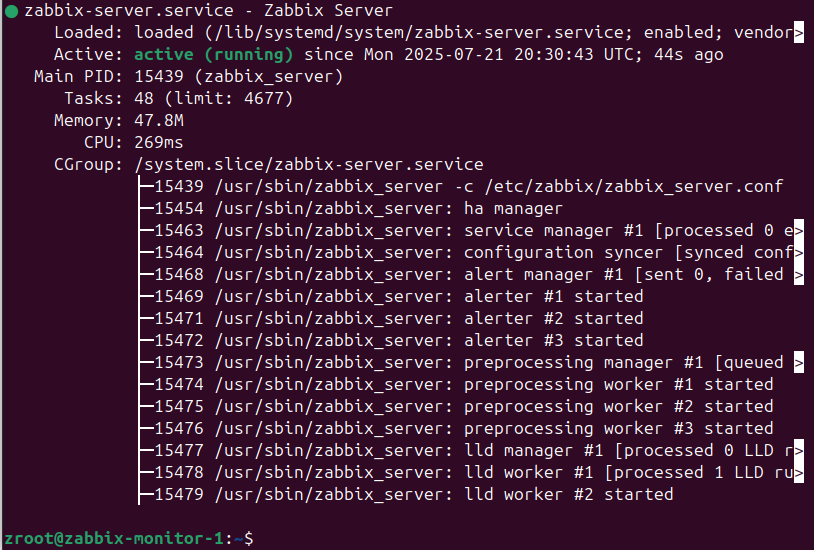 ● zabbix-server.service - Zabbix Server
Loaded: loaded (/lib/systemd/system/zabbix-server.service; enabled; vendor>
Active: active (running) since Mon 2025-07-21 20:30:43 UTC; 44s ago
Main PID: 15439 (zabbix_server)
Tasks: 48 (limit: 4677)
Memory: 47.8M
CPU: 269ms
CGroup: /system.slice/zabbix-server.service
├─15439 /usr/sbin/zabbix_server -c /etc/zabbix/zabbix_server.conf
├─15454 /usr/sbin/zabbix_server: ha manager
├─15463 /usr/sbin/zabbix_server: service manager #1 [processed 0 e>
├─15464 /usr/sbin/zabbix_server: configuration syncer [synced conf>
├─15468 /usr/sbin/zabbix_server: alert manager #1 [sent 0, failed >
├─15469 /usr/sbin/zabbix_server: alerter #1 started
├─15471 /usr/sbin/zabbix_server: alerter #2 started
├─15472 /usr/sbin/zabbix_server: alerter #3 started
├─15473 /usr/sbin/zabbix_server: preprocessing manager #1 [queued >
├─15474 /usr/sbin/zabbix_server: preprocessing worker #1 started
├─15475 /usr/sbin/zabbix_server: preprocessing worker #2 started
├─15476 /usr/sbin/zabbix_server: preprocessing worker #3 started
├─15477 /usr/sbin/zabbix_server: lld manager #1 [processed 0 LLD r>
├─15478 /usr/sbin/zabbix_server: lld worker #1 [processed 1 LLD ru>
├─15479 /usr/sbin/zabbix_server: lld worker #2 started
zroot@zabbix-monitor-1:~$